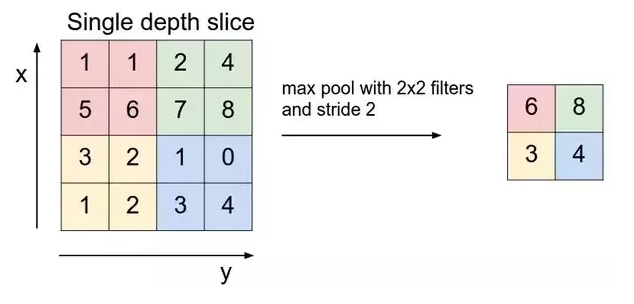 Single depth slice
x
1 1 2 4
5 6 7 8
3 2 1 0
1 2 3 4
y
max pool with 2x2 filters
and stride 2
6 8
3 4